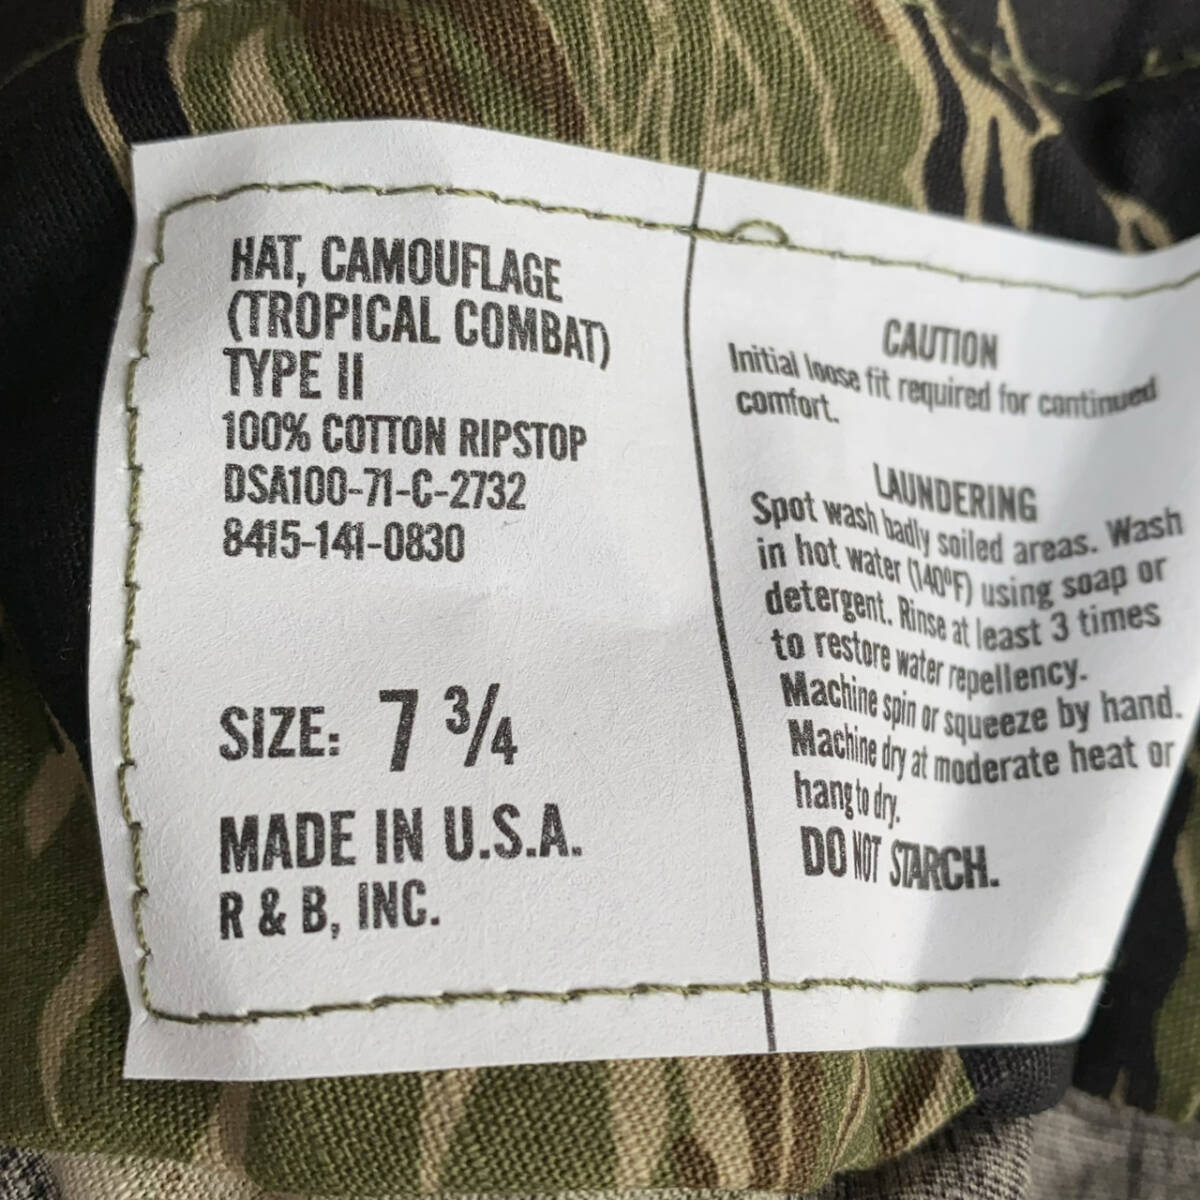 HAT, CAMOUFLAGE
(TROPICAL COMBAT)
TYPE II
100% COTTON RIPSTOP
DSA100-71-C-2732
8415-141-0830
SIZE: 7 3/4
MADE IN U.S.A.
R & B, INC.
CAUTION
Initial loose fit required for continued
comfort.
LAUNDERING
Spot wash badly soiled areas. Wash
in hot water (140°F) using soap or
detergent. Rinse at least 3 times
to restore water repellency.
Machine spin or squeeze by hand.
Machine dry at moderate heat or
hang to dry.
DO NOT STARCH.